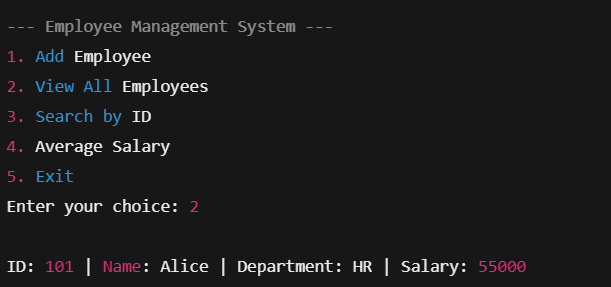 --- Employee Management System ---
1. Add Employee
2. View All Employees
3. Search by ID
4. Average Salary
5. Exit
Enter your choice: 2
ID: 101 | Name: Alice | Department: HR | Salary: 55000